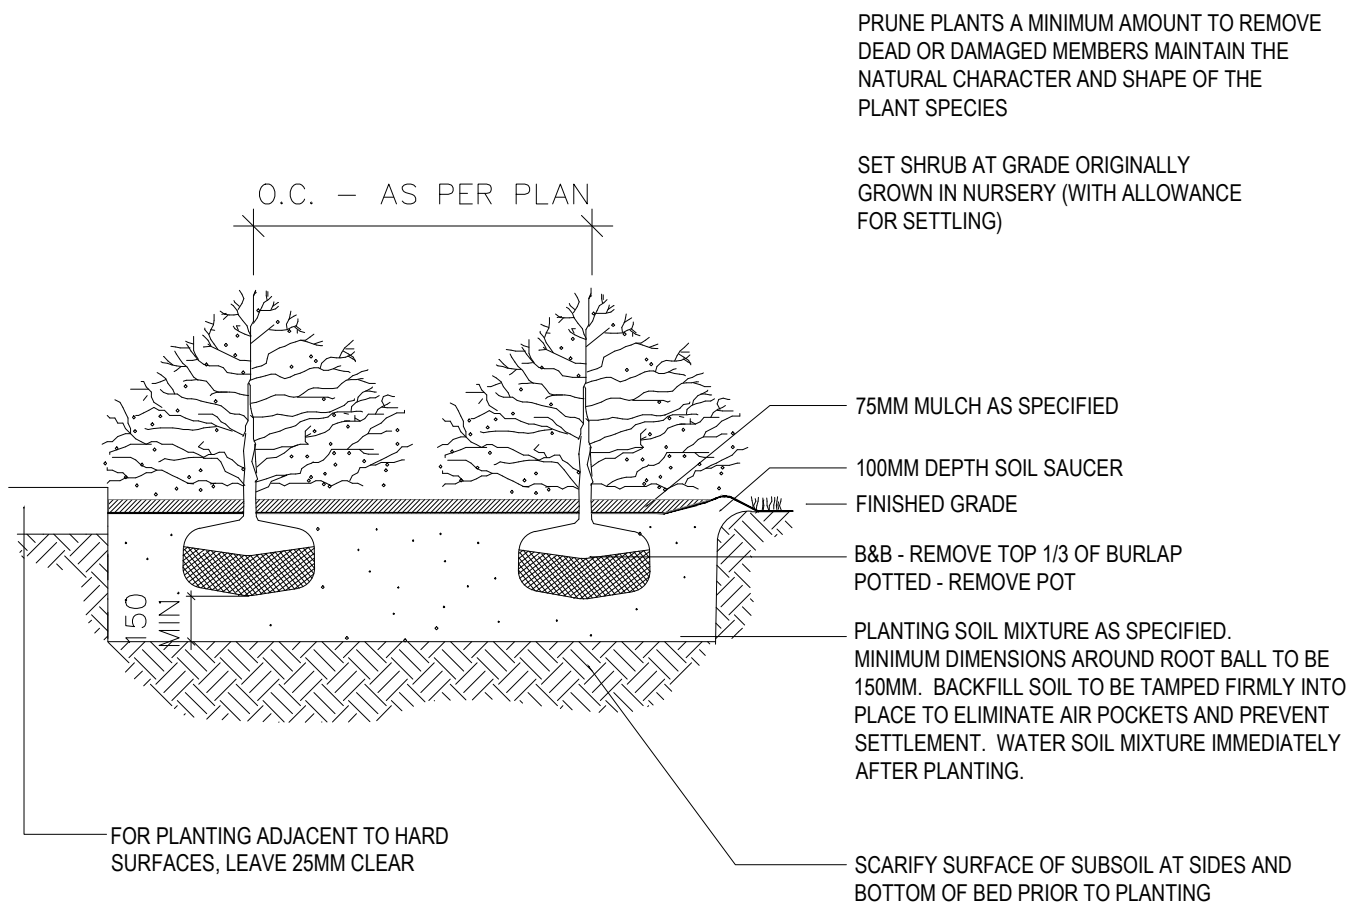 PRUNE PLANTS A MINIMUM AMOUNT TO REMOVE
DEAD OR DAMAGED MEMBERS MAINTAIN THE
NATURAL CHARACTER AND SHAPE OF THE
PLANT SPECIES
SET SHRUB AT GRADE ORIGINALLY
GROWN IN NURSERY (WITH ALLOWANCE
FOR SETTLING)
O.C. - AS PER PLAN
75MM MULCH AS SPECIFIED
100MM DEPTH SOIL SAUCER
FINISHED GRADE
B&B - REMOVE TOP 1/3 OF BURLAP
POTTED - REMOVE POT
150
MIN.
PLANTING SOIL MIXTURE AS SPECIFIED.
MINIMUM DIMENSIONS AROUND ROOT BALL TO BE
150MM. BACKFILL SOIL TO BE TAMPED FIRMLY INTO
PLACE TO ELIMINATE AIR POCKETS AND PREVENT
SETTLEMENT. WATER SOIL MIXTURE IMMEDIATELY
AFTER PLANTING.
FOR PLANTING ADJACENT TO HARD
SURFACES, LEAVE 25MM CLEAR
SCARIFY SURFACE OF SUBSOIL AT SIDES AND
BOTTOM OF BED PRIOR TO PLANTING